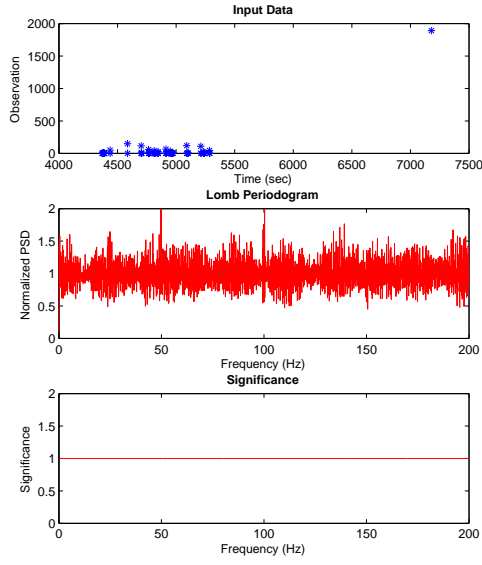 Input Data
2000
1500
1000
500
0
Observation
4000 4500 5000 5500 6000 6500 7000 7500
Time (sec)
Lomb Periodogram
2
1.5
1
0.5
0
Normalized PSD
0 50 100 150 200
Frequency (Hz)
Significance
2
1.5
1
0.5
0
Significance
0 50 100 150 200
Frequency (Hz)